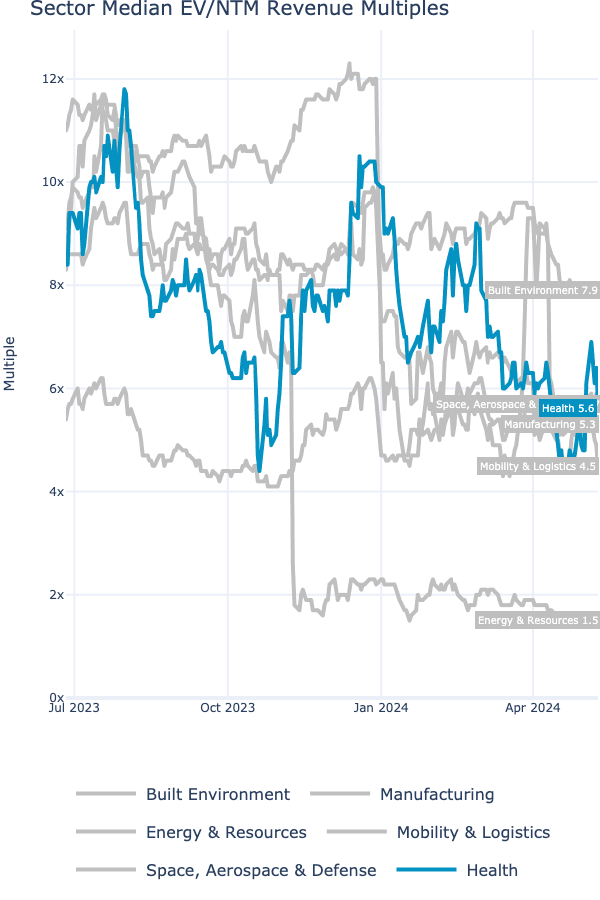 Sector Median EV/NTM Revenue Multiples
Multiple
12x
10x
8x
6x
4x
2x
0x
Built Environment 7.9
Space, Aerospace &
Health 5.6
Manufacturing 5.3
Mobility & Logistics 4.5
Energy & Resources 1.5
Jul 2023
Oct 2023
Jan 2024
Apr 2024
Built Environment
Manufacturing
Energy & Resources
Mobility & Logistics
Space, Aerospace & Defense
Health